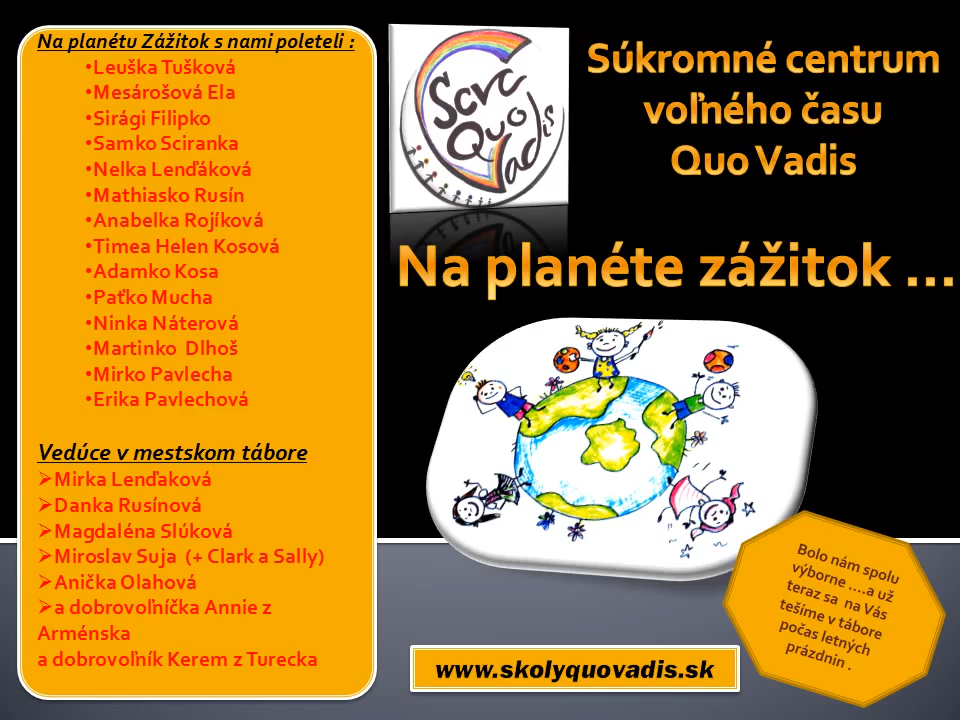 Na planétu Zážitok s nami poleteli :
•Leuška Tušková
•Mesárošová Ela
•Sirági Filipko
•Samko Sciranka
•Nelka Lenďáková
•Mathiasko Rusín
•Anabelka Rojíková
•Timea Helen Kosová
•Adamko Kosa
•Paťko Mucha
•Ninka Náterová
•Martinko  Dlhoš
•Mirko Pavlecha
•Erika Pavlechová
Vedúce v mestskom tábore
➢Mirka Lenďaková
➢Danka Rusínová
➢Magdaléna Slúková
➢Miroslav Suja  (+ Clark a Sally)
➢Anička Olahová
➢a dobrovoľníčka Annie z
Arménska
a dobrovoľník Kerem z Turecka
Scvč
Quo
Vadis
Súkromné centrum
voľného času
Quo Vadis
Na planéte zážitok ...
Bolo nám spolu
výborne ....a už
teraz sa  na Vás
tešíme v tábore
počas letných
prázdnin .
www.skolyquovadis.sk